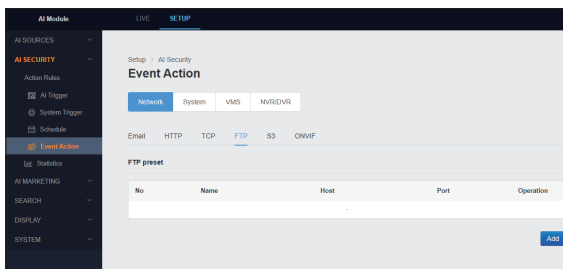 AI Module
LIVE SETUP
AI SOURCES
AI SECURITY
Action Rules
AI Trigger
System Trigger
Schedule
Event Action
Statistics
AI MARKETING
SEARCH
DISPLAY
SYSTEM
Setup > AI Security
Event Action
Network System VMS NVR/DVR
Email HTTP TCP FTP S3 ONVIF
FTP preset
No Name Host Port Operation
Add